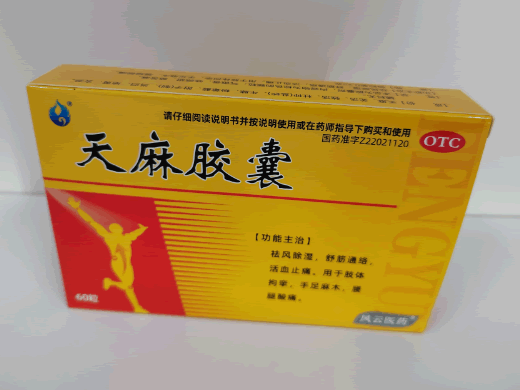 请仔细阅读说明书并按说明使用或在药师指导下购买和使用
国药准字Z22021120
OTC
天麻胶囊
【功能主治】
祛风除湿，舒筋通络，
活血止痛。用于肢体
拘挛，手足麻木，腰
腿酸痛。
60粒
风云医药
FENGYU